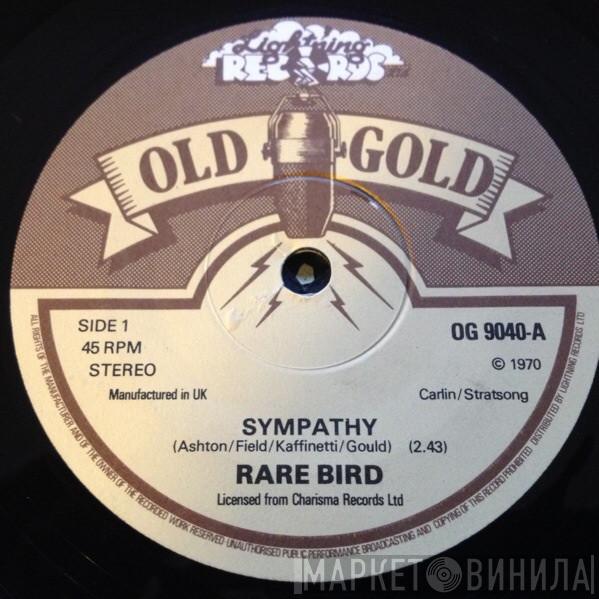 Lightning
RECORDS
LTD
OLD GOLD
SIDE 1
45 RPM
STEREO
Manufactured in UK
OG 9040-A
℗ 1970
Carlin/Stratsong
SYMPATHY
(Ashton/Field/Kaffinetti/Gould) (2.43)
RARE BIRD
Licensed from Charisma Records Ltd
ALL RIGHTS OF THE MANUFACTURER AND OF THE OWNER OF THE RECORDED WORK RESERVED UNAUTHORISED PUBLIC PERFORMANCE BROADCASTING AND COPYING OF THIS RECORD PROHIBITED DISTRIBUTED BY LIGHTNING RECORDS LTD
МАРКЕТ ВИНИЛА